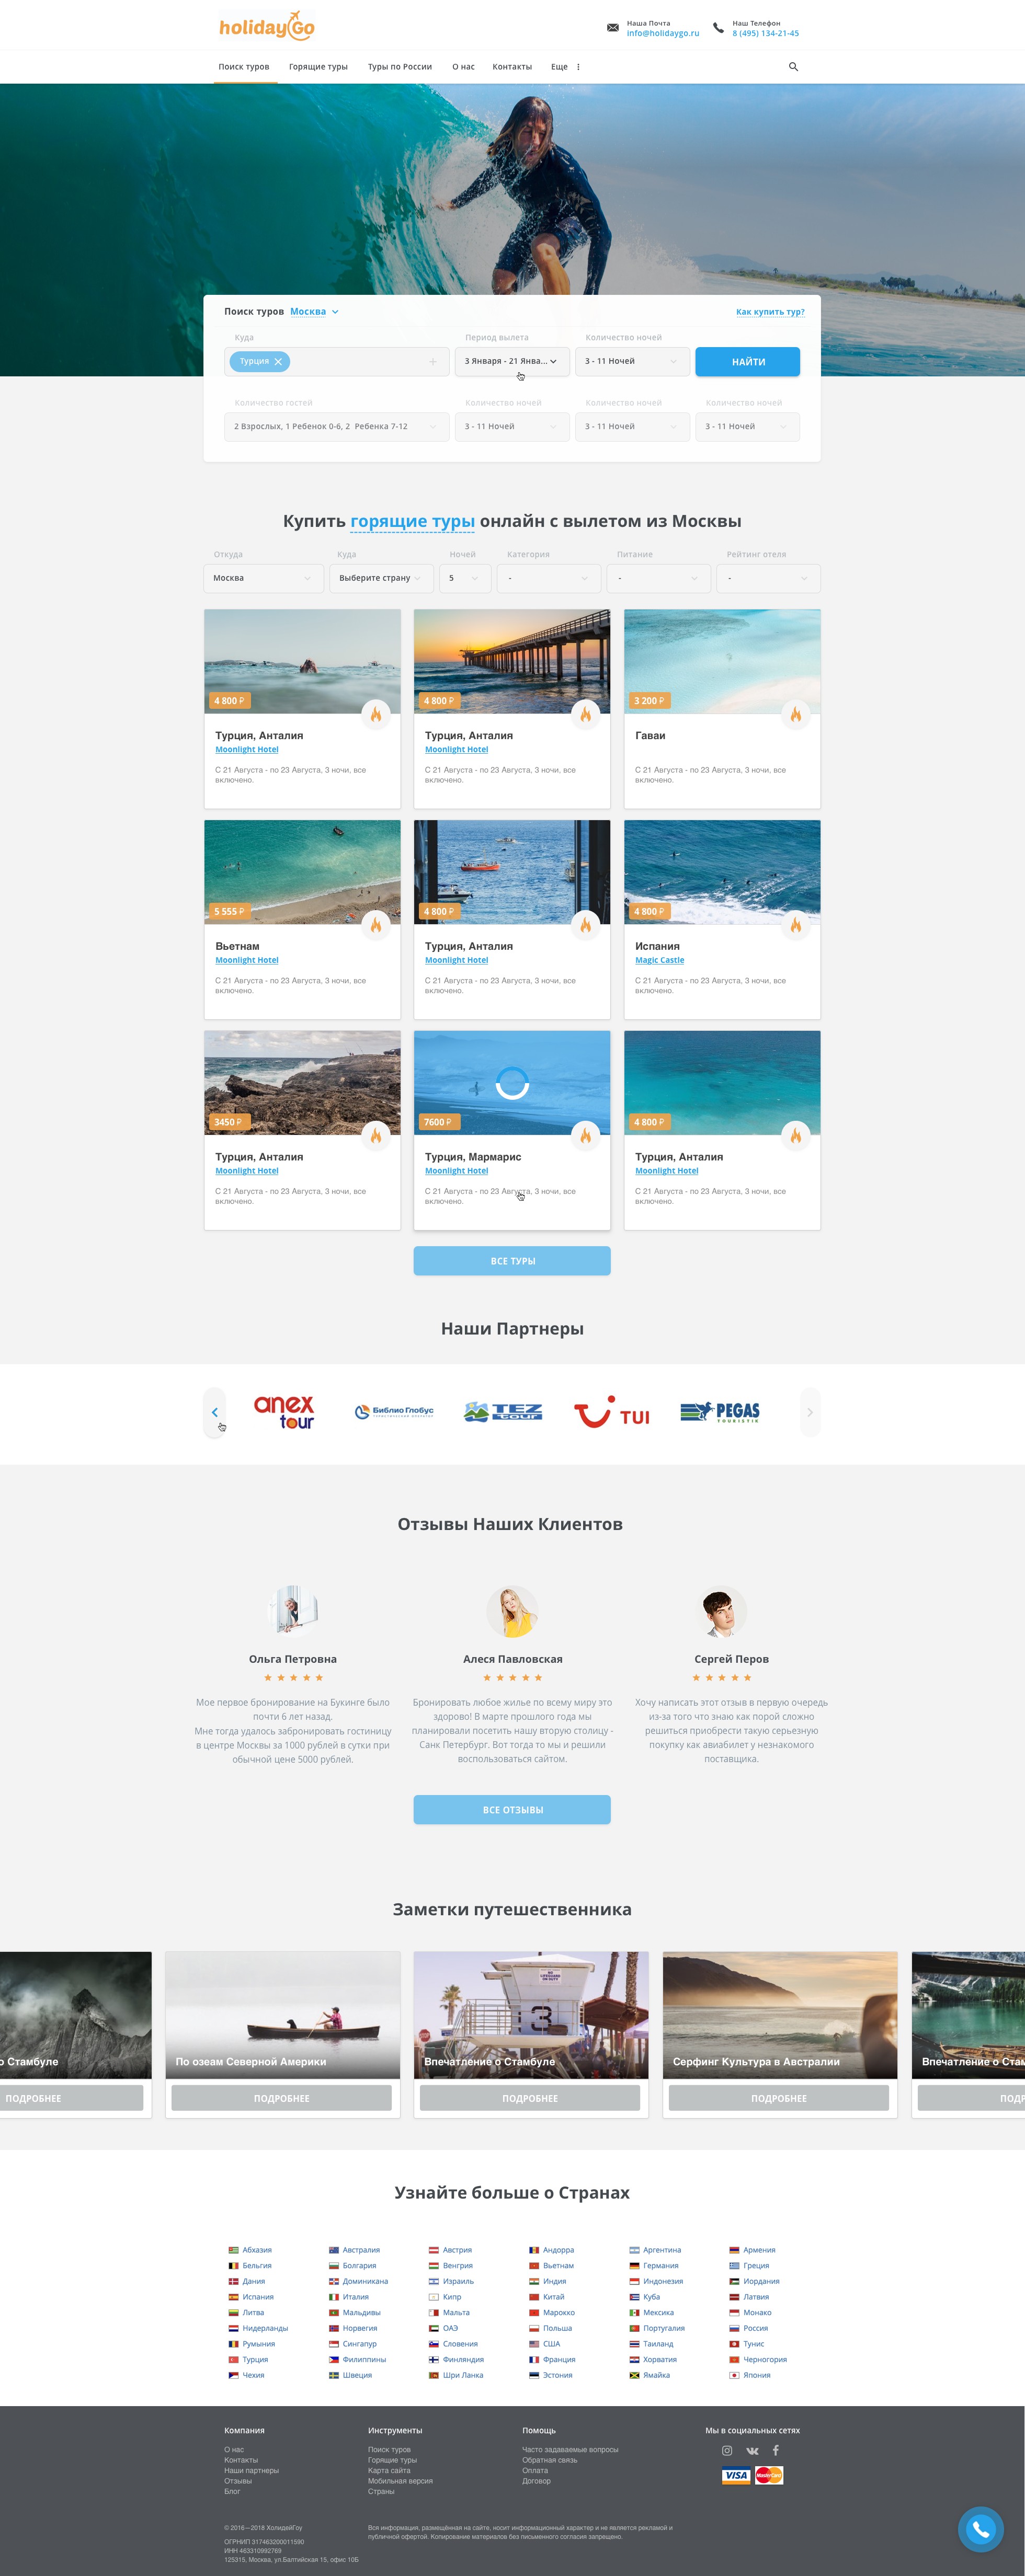 holidayGo
Наша Почта
info@holidaygo.ru
Наш Телефон
8 (495) 134-21-45
Поиск туров Горящие туры Туры по России О нас Контакты Еще
Поиск туров Москва Как купить тур?
Куда Период вылета Количество ночей
Турция 3 Января - 21 Янва... 3 - 11 Ночей НАЙТИ
Количество гостей Количество ночей Количество ночей Количество ночей
2 Взрослых, 1 Ребенок 0-6, 2 Ребенка 7-12 3 - 11 Ночей 3 - 11 Ночей 3 - 11 Ночей
Купить горящие туры онлайн с вылетом из Москвы
Откуда Куда Ночей Категория Питание Рейтинг отеля
Москва Выберите страну 5 - - -
4 800 ₽ 4 800 ₽ 3 200 ₽
Турция, Анталия Турция, Анталия Гаваи
Moonlight Hotel Moonlight Hotel
С 21 Августа - по 23 Августа, 3 ночи, все С 21 Августа - по 23 Августа, 3 ночи, все С 21 Августа - по 23 Августа, 3 ночи, все
включено. включено. включено.
5 555 ₽ 4 800 ₽ 4 800 ₽
Вьетнам Турция, Анталия Испания
Moonlight Hotel Moonlight Hotel Magic Castle
С 21 Августа - по 23 Августа, 3 ночи, все С 21 Августа - по 23 Августа, 3 ночи, все С 21 Августа - по 23 Августа, 3 ночи, все
включено. включено. включено.
3450 ₽ 7600 ₽ 4 800 ₽
Турция, Анталия Турция, Мармарис Турция, Анталия
Moonlight Hotel Moonlight Hotel Moonlight Hotel
С 21 Августа - по 23 Августа, 3 ночи, все С 21 Августа - по 23 Августа, 3 ночи, все С 21 Августа - по 23 Августа, 3 ночи, все
включено. включено. включено.
ВСЕ ТУРЫ
Наши Партнеры
anex tour
Библио Глобус
ТУРИСТИЧЕСКИЙ ОПЕРАТОР
TEZ TOUR
TUI
PEGAS
TOURISTIK
Отзывы Наших Клиентов
Ольга Петровна
Мое первое бронирование на Букинге было
почти 6 лет назад.
Мне тогда удалось забронировать гостиницу
в центре Москвы за 1000 рублей в сутки при
обычной цене 5000 рублей.
Алеся Павловская
Бронировать любое жилье по всему миру это
здорово! В марте прошлого года мы
планировали посетить нашу вторую столицу -
Санк Петербург. Вот тогда то мы и решили
воспользоваться сайтом.
Сергей Перов
Хочу написать этот отзыв в первую очередь
из-за того что знаю как порой сложно
решиться приобрести такую серьезную
покупку как авиабилет у незнакомого
поставщика.
ВСЕ ОТЗЫВЫ
Заметки путешественника
NO LIFEGUARD ON DUTY
3
STOP
о Стамбуле По озеам Северной Америки Впечатление о Стамбуле Серфинг Культура в Австралии Впечатление о Стам
ПОДРОБНЕЕ ПОДРОБНЕЕ ПОДРОБНЕЕ ПОДРОБНЕЕ ПОДР
Узнайте больше о Странах
Абхазия Австралия Австрия Андорра Аргентина Армения
Бельгия Болгария Венгрия Вьетнам Германия Греция
Дания Доминикана Израиль Индия Индонезия Иордания
Испания Италия Кипр Китай Куба Латвия
Литва Мальдивы Мальта Марокко Мексика Монако
Нидерланды Норвегия ОАЭ Польша Португалия Россия
Румыния Сингапур Словения США Таиланд Тунис
Турция Филиппины Финляндия Франция Хорватия Черногория
Чехия Швеция Шри Ланка Эстония Ямайка Япония
Компания
О нас
Контакты
Наши партнеры
Отзывы
Блог
Инструменты
Поиск туров
Горящие туры
Карта сайта
Мобильная версия
Страны
Помощь
Часто задаваемые вопросы
Обратная связь
Оплата
Договор
Мы в социальных сетях
VISA MasterCard
© 2016—2018 ХолидейГоу
ОГРНИП 317463200011590
ИНН 463310992769
125315, Москва, ул.Балтийская 15, офис 10Б
Вся информация, размещённая на сайте, носит информационный характер и не является рекламой и
публичной офертой. Копирование материалов без письменного согласия запрещено.